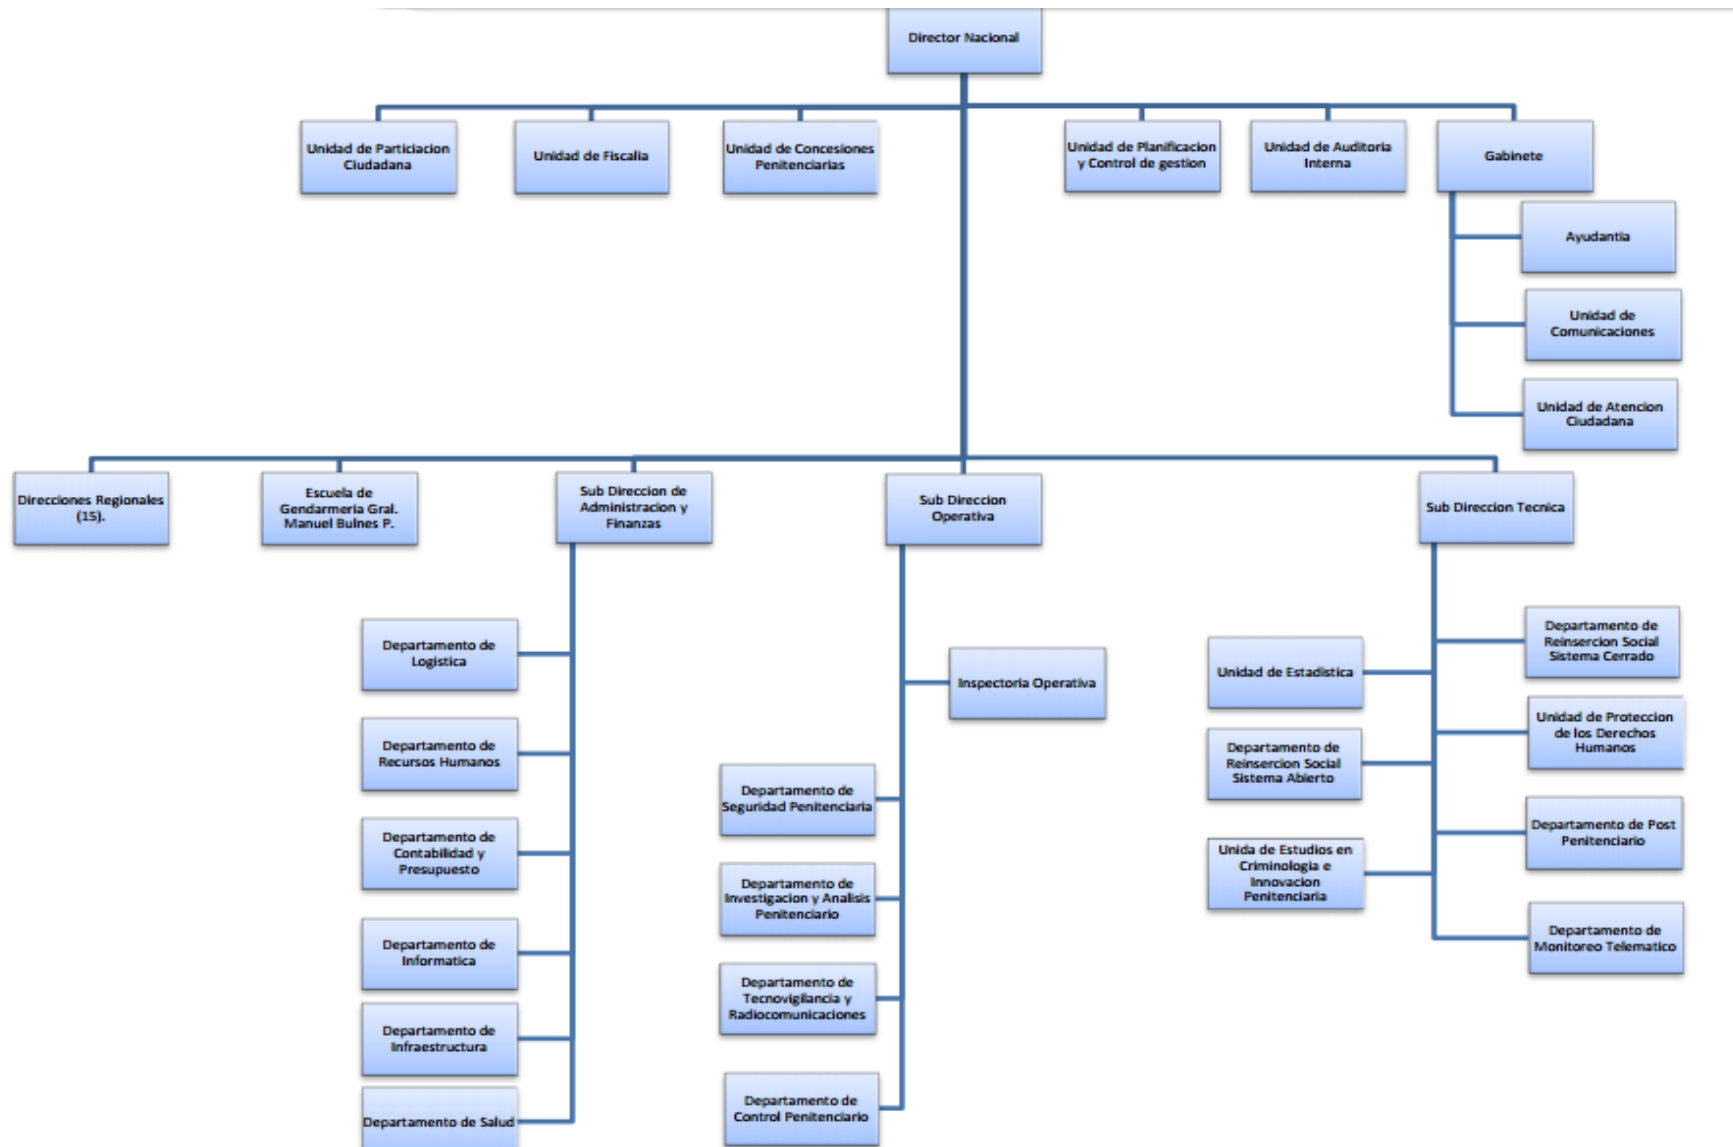 Director Nacional
Unidad de Particiacion
Ciudadana
Unidad de Fiscalia
Unidad de Concesiones
Penitenciarias
Unidad de Planificacion
y Control de gestion
Unidad de Auditoria
Interna
Gabinete
Ayudantia
Unidad de
Comunicaciones
Unidad de Atencion
Ciudadana
Direcciones Regionales
(15).
Escuela de
Gendarmeria Gral.
Manuel Bulnes P.
Sub Direccion de
Administracion y
Finanzas
Sub Direccion
Operativa
Sub Direccion Tecnica
Departamento de
Logistica
Departamento de
Recursos Humanos
Departamento de
Contabilidad y
Presupuesto
Departamento de
Informatica
Departamento de
Infraestructura
Departamento de Salud
Inspectoria Operativa
Departamento de
Seguridad Penitenciaria
Departamento de
Investigacion y Analisis
Penitenciario
Departamento de
Tecnovigilancia y
Radiocomunicaciones
Departamento de
Control Penitenciario
Unidad de Estadistica
Departamento de
Reinsercion Social
Sistema Abierto
Unida de Estudios en
Criminologia e
Innovacion
Penitenciaria
Departamento de
Reinsercion Social
Sistema Cerrado
Unidad de Proteccion
de los Derechos
Humanos
Departamento de Post
Penitenciario
Departamento de
Monitoreo Telematico